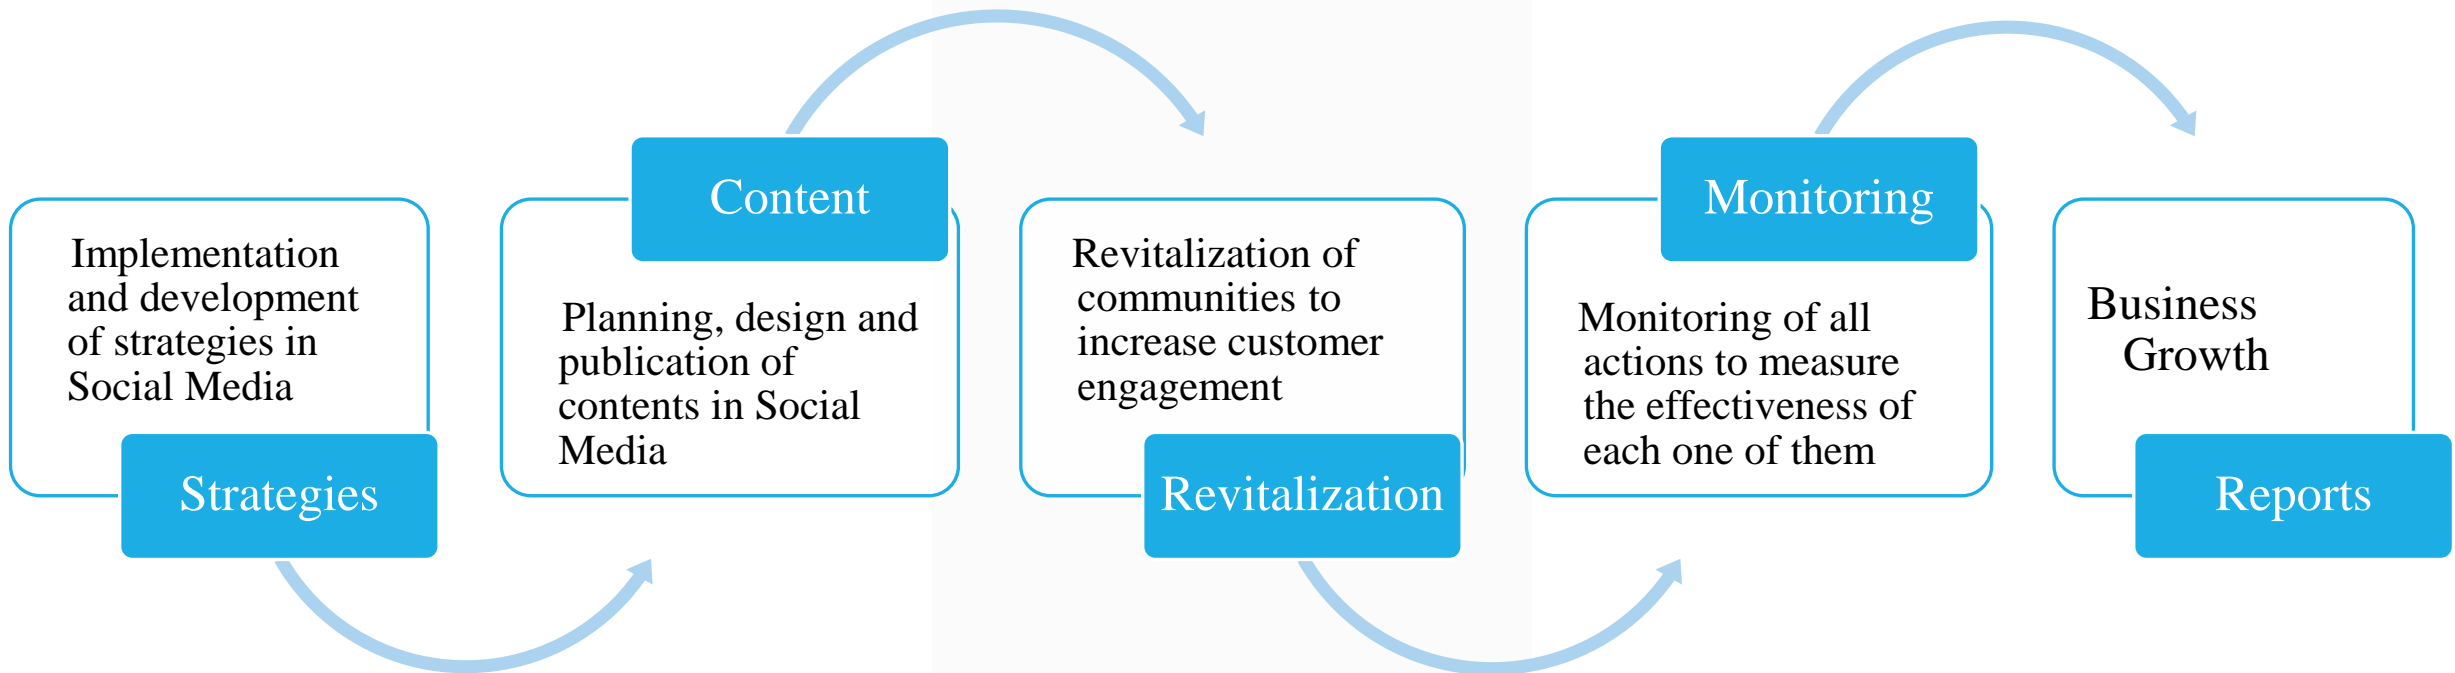 Implementation
and development
of strategies in
Social Media
Strategies
Content
Planning, design and
publication of
contents in Social
Media
Revitalization of
communities to
increase customer
engagement
Revitalization
Monitoring
Monitoring of all
actions to measure
the effectiveness of
each one of them
Business
Growth
Reports